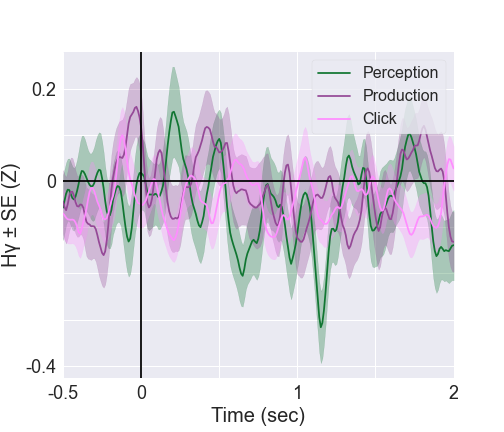 Perception
Production
Click
Hγ ± SE (Z)
0.2
0
-0.4
-0.5
0
1
2
Time (sec)